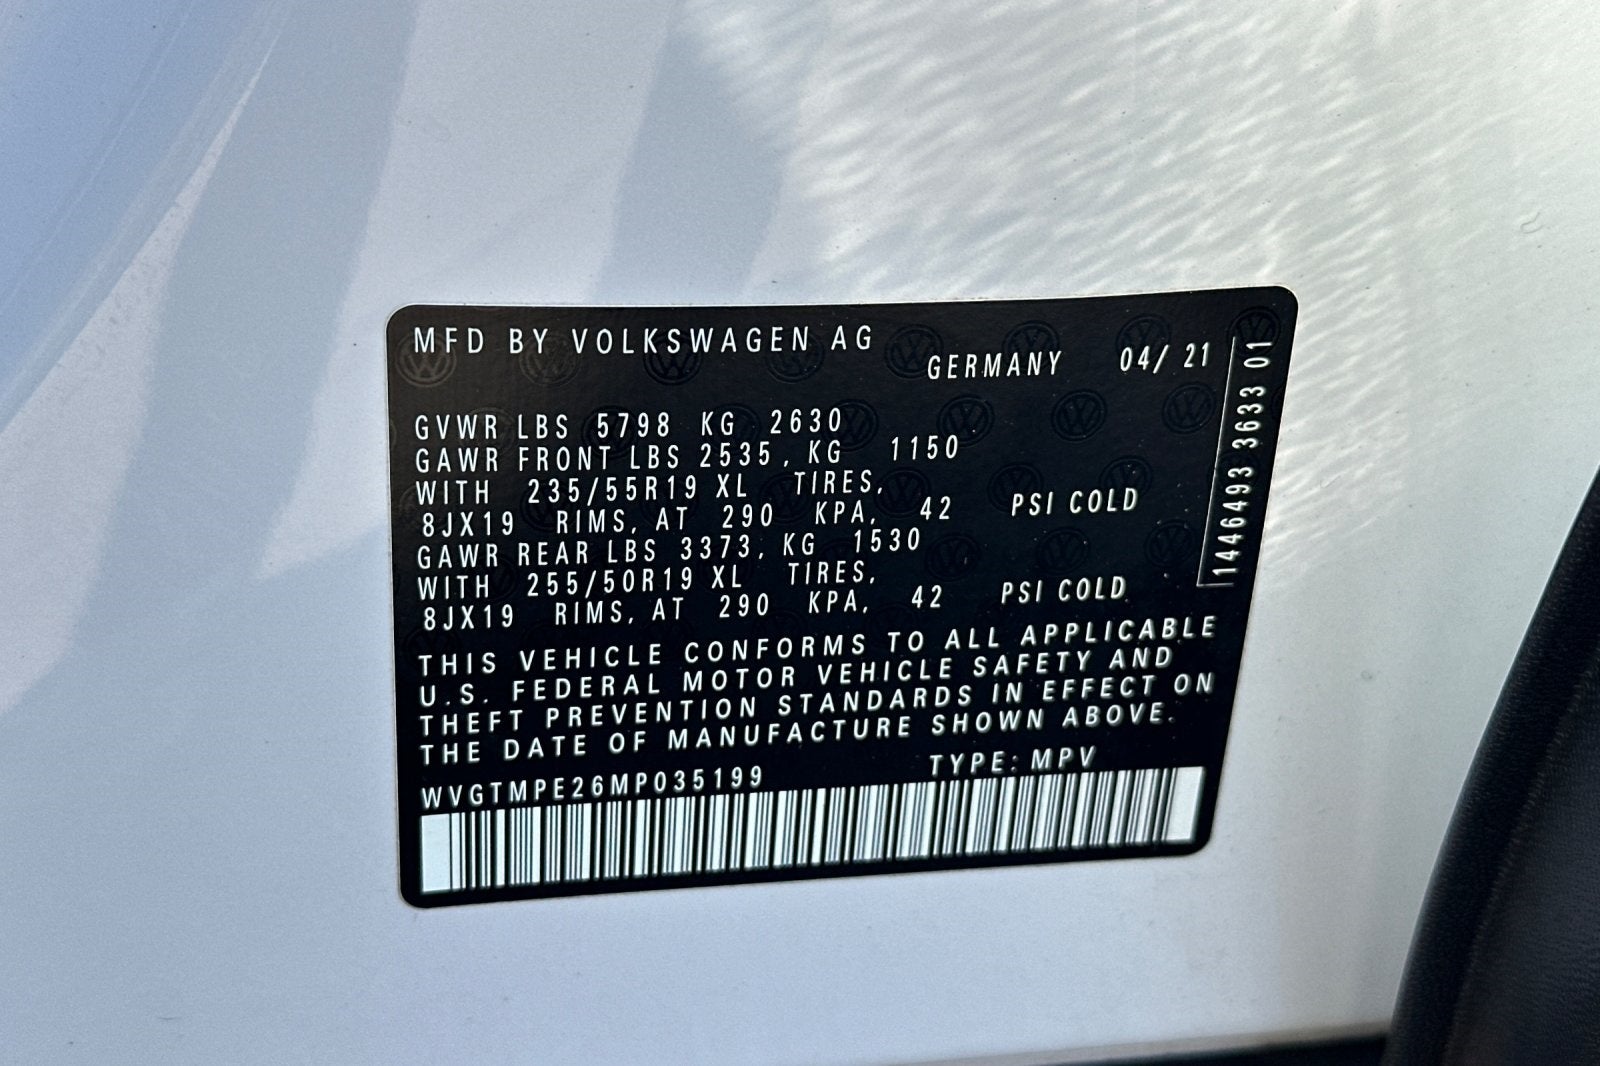 MFD BY VOLKSWAGEN AG
GERMANY 04/ 21
GVWR LBS 5798 KG 2630
GAWR FRONT LBS 2535, KG 1150
WITH 235/55R19 XL TIRES,
8JX19 RIMS, AT 290 KPA, 42 PSI COLD
GAWR REAR LBS 3373, KG 1530
WITH 255/50R19 XL TIRES,
8JX19 RIMS, AT 290 KPA, 42 PSI COLD
THIS VEHICLE CONFORMS TO ALL APPLICABLE
U.S. FEDERAL MOTOR VEHICLE SAFETY AND
THEFT PREVENTION STANDARDS IN EFFECT ON
THE DATE OF MANUFACTURE SHOWN ABOVE.
WVGTMPE26MP035199 TYPE: MPV
1446493 3633 01